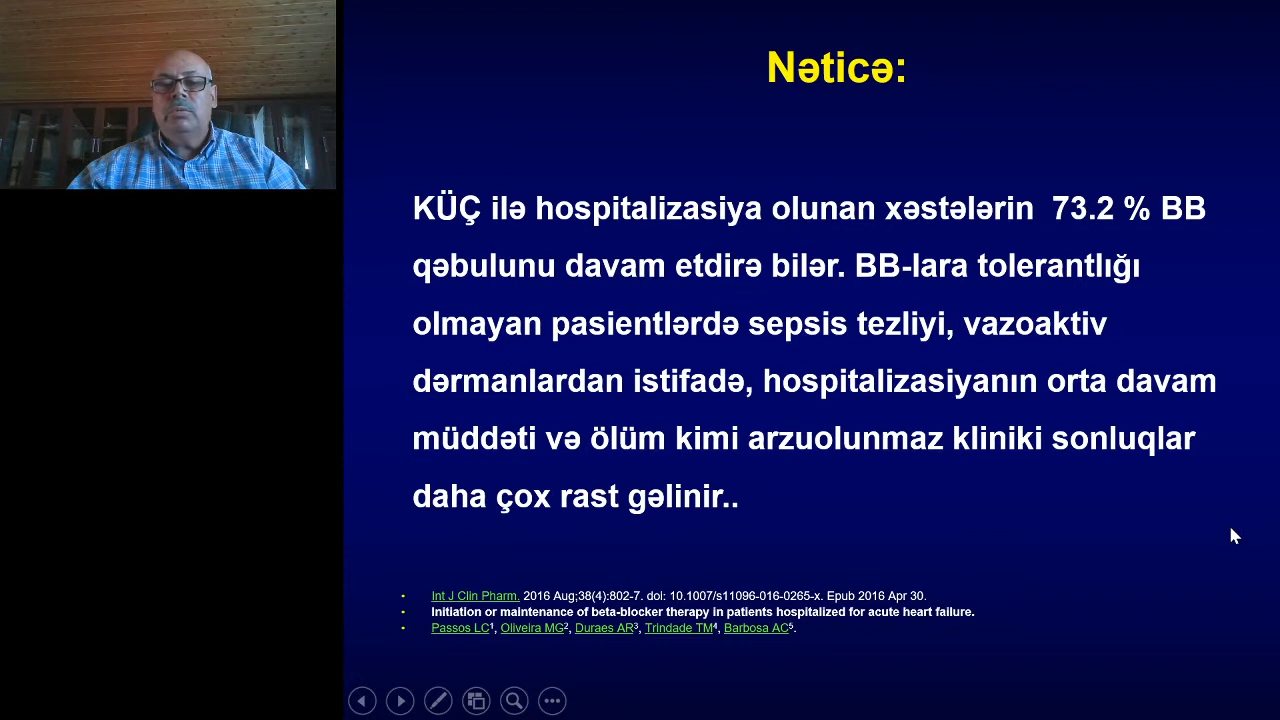 Nəticə:
KÜÇ ilə hospitalizasiya olunan xəstələrin 73.2 % BB
qəbulunu davam etdirə bilər. BB-lara tolerantlığı
olmayan pasientlərdə sepsis tezliyi, vazoaktiv
dərmanlardan istifadə, hospitalizasiyanın orta davam
müddəti və ölüm kimi arzuolunmaz kliniki sonluqlar
daha çox rast gəlinir..
• Int J Clin Pharm. 2016 Aug;38(4):802-7. doi: 10.1007/s11096-016-0265-x. Epub 2016 Apr 30.
• Initiation or maintenance of beta-blocker therapy in patients hospitalized for acute heart failure.
• Passos LC¹, Oliveira MG², Duraes AR³, Trindade TM⁴, Barbosa AC⁵.